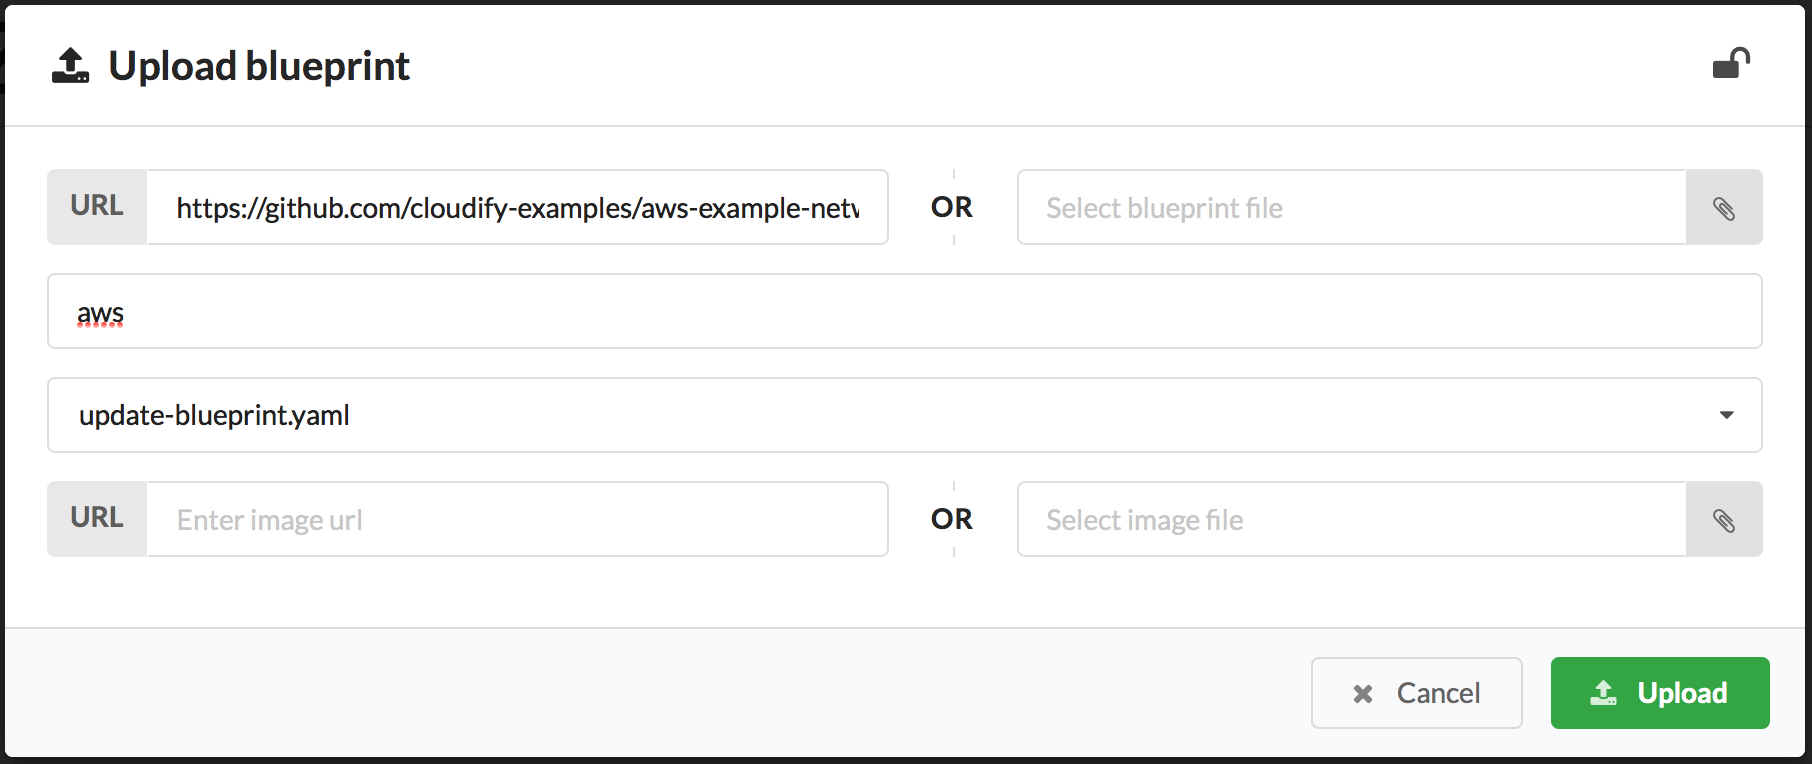 Upload blueprint
URL https://github.com/cloudify-examples/aws-example-netw OR Select blueprint file
aws
update-blueprint.yaml
URL Enter image url OR Select image file
Cancel Upload